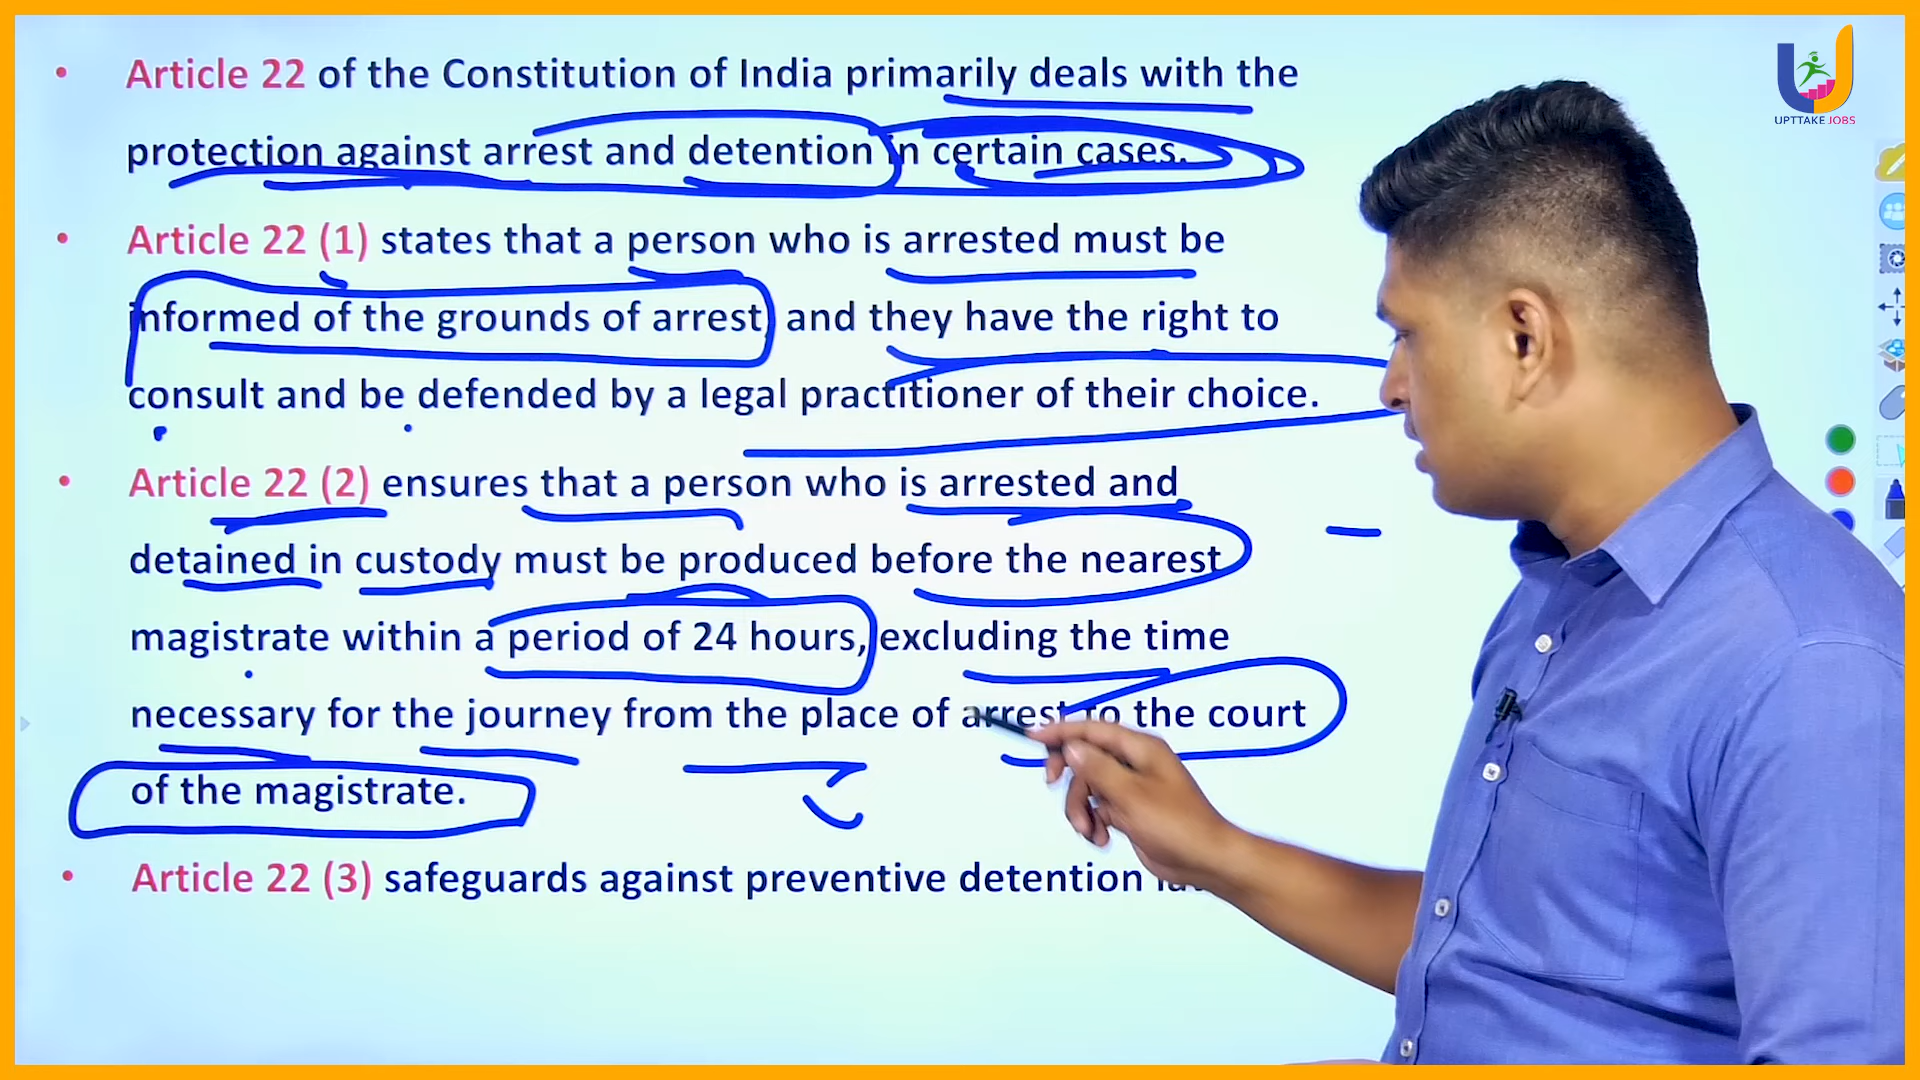 • Article 22 of the Constitution of India primarily deals with the
protection against arrest and detention in certain cases.
• Article 22 (1) states that a person who is arrested must be
informed of the grounds of arrest, and they have the right to
consult and be defended by a legal practitioner of their choice.
• Article 22 (2) ensures that a person who is arrested and
detained in custody must be produced before the nearest
magistrate within a period of 24 hours, excluding the time
necessary for the journey from the place of arrest to the court
of the magistrate.
• Article 22 (3) safeguards against preventive detention
UPTTAKE JOBS